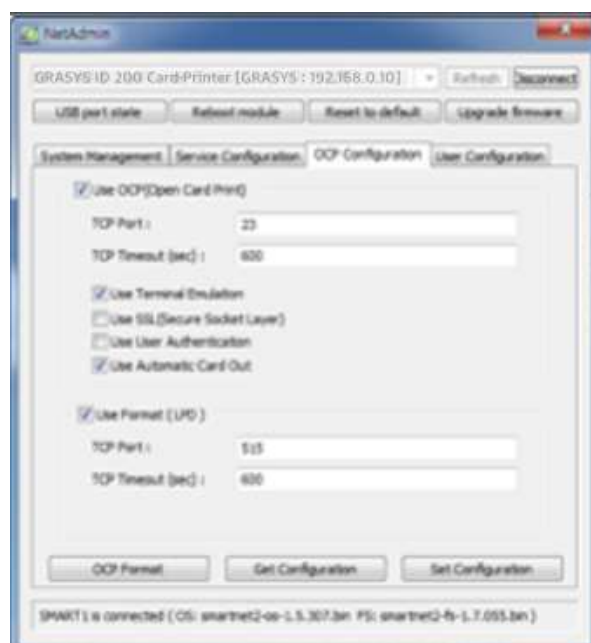 NetAdmin
GRASYS ID 200 Card-Printer [GRASYS : 192.168.0.10] Refresh Disconnect
USB port state Reboot module Reset to default Upgrade firmware
System Management Service Configuration OCP Configuration User Configuration
Use OCP(Open Card Print)
TCP Port : 23
TCP Timeout (sec) : 600
Use Terminal Emulation
Use SSL(Secure Socket Layer)
Use User Authentication
Use Automatic Card Out
Use Format ( LPD )
TCP Port : 515
TCP Timeout (sec) : 600
OCP Format Get Configuration Set Configuration
SMART1 is connected ( OS: smartnet2-os-1.5.307.bin FS: smartnet2-fs-1.7.055.bin )